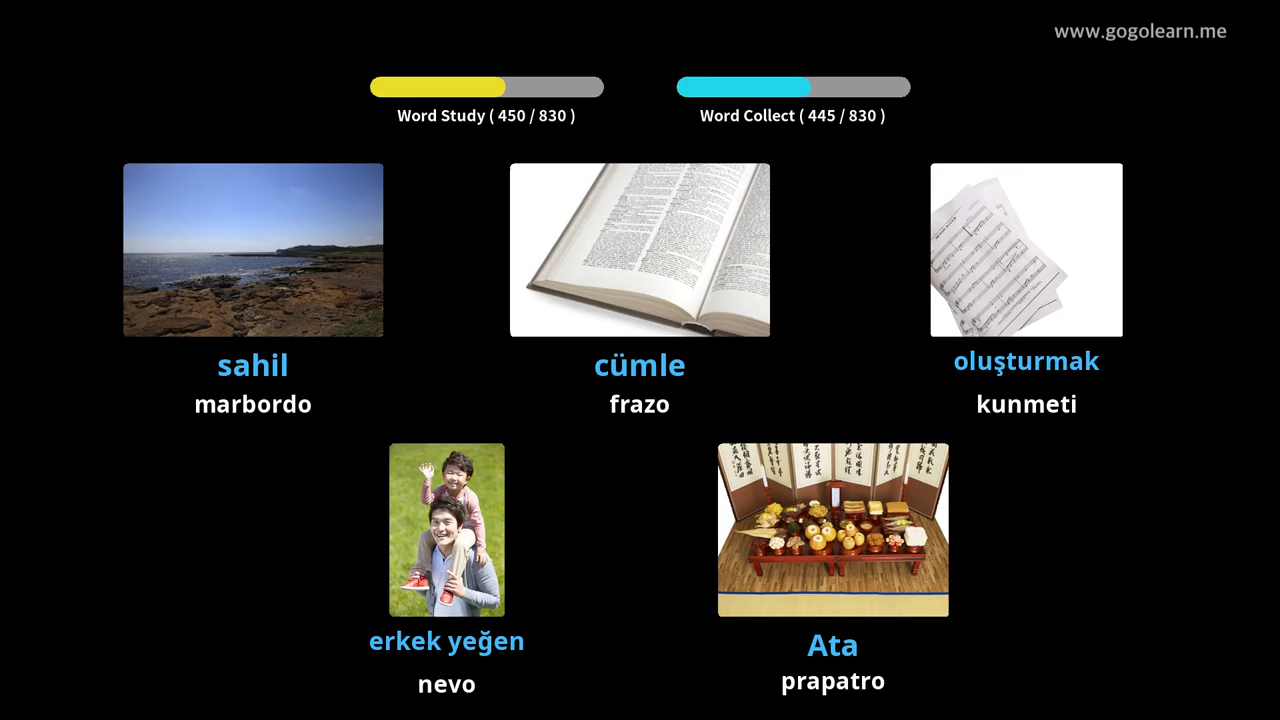 www.gogolearn.me
Word Study ( 450 / 830 )
Word Collect ( 445 / 830 )
sahil
marbordo
cümle
frazo
oluşturmak
kunmeti
erkek yeğen
nevo
Ata
prapatro